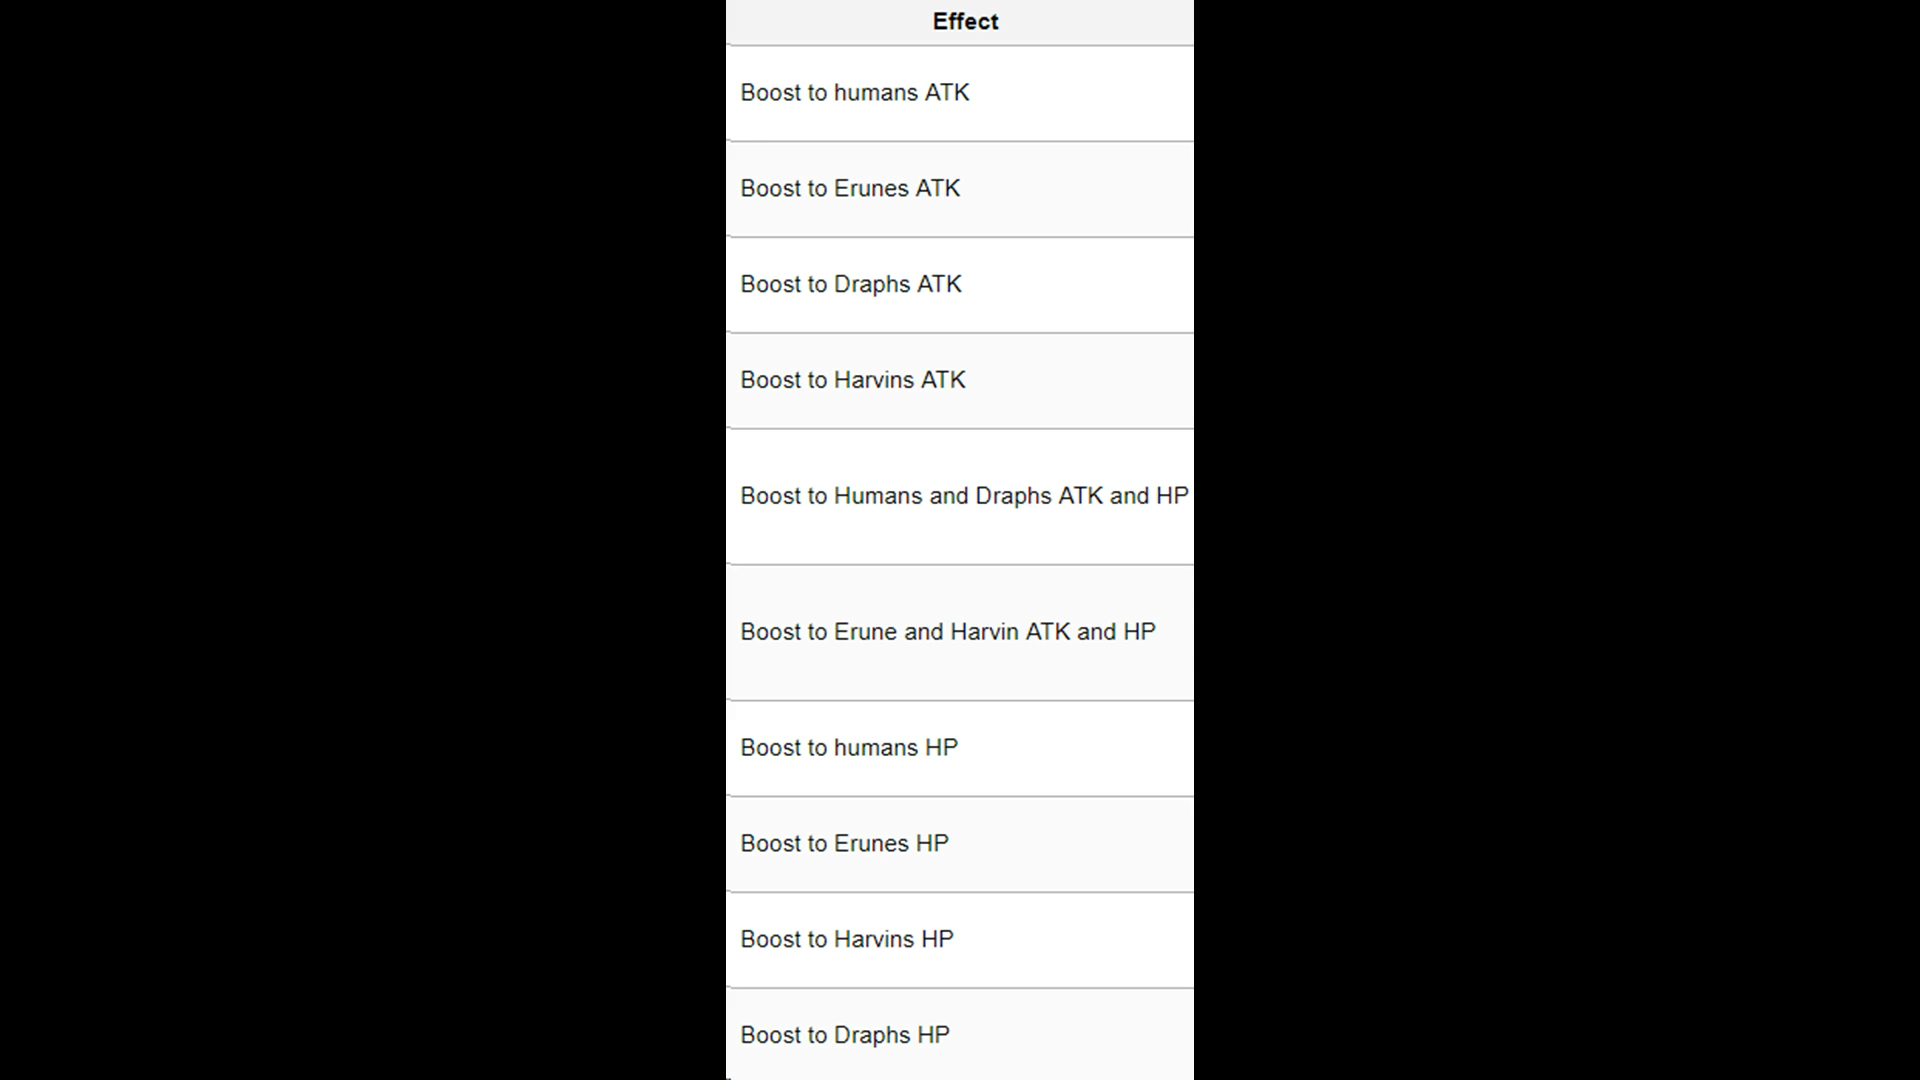 Effect
Boost to humans ATK
Boost to Erunes ATK
Boost to Draphs ATK
Boost to Harvins ATK
Boost to Humans and Draphs ATK and HP
Boost to Erune and Harvin ATK and HP
Boost to humans HP
Boost to Erunes HP
Boost to Harvins HP
Boost to Draphs HP